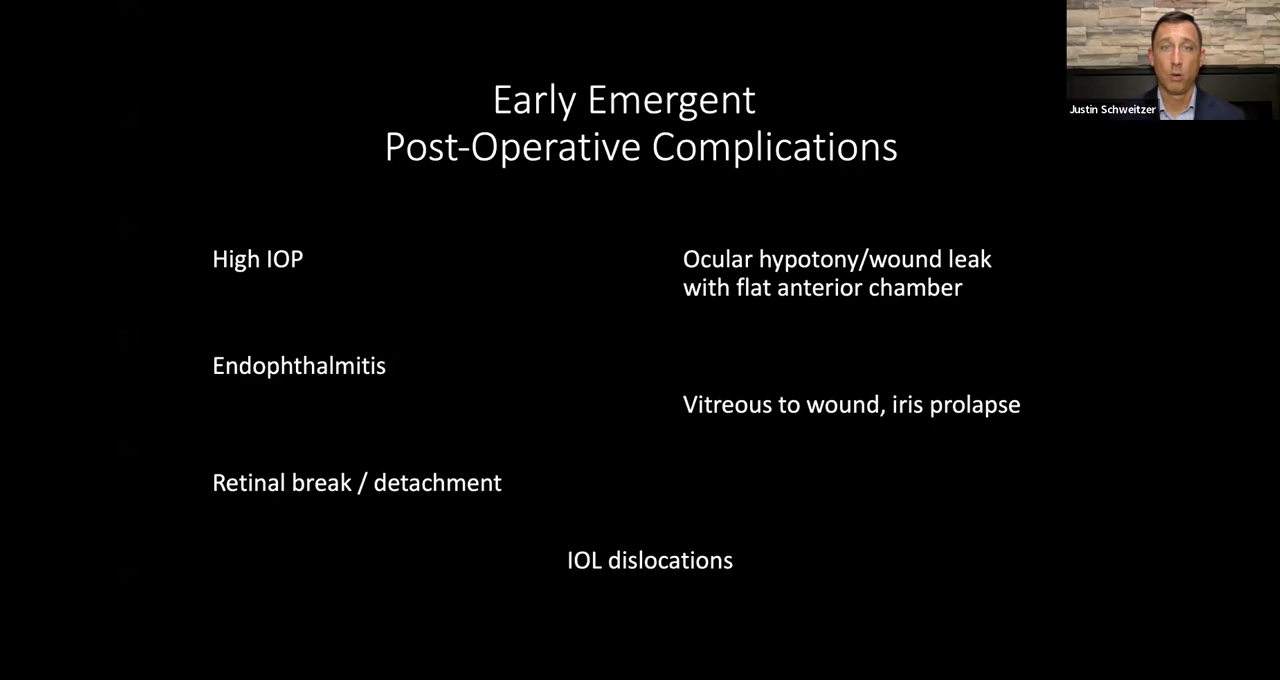 Early Emergent
Post-Operative Complications
Justin Schweitzer
High IOP
Ocular hypotony/wound leak
with flat anterior chamber
Endophthalmitis
Vitreous to wound, iris prolapse
Retinal break / detachment
IOL dislocations